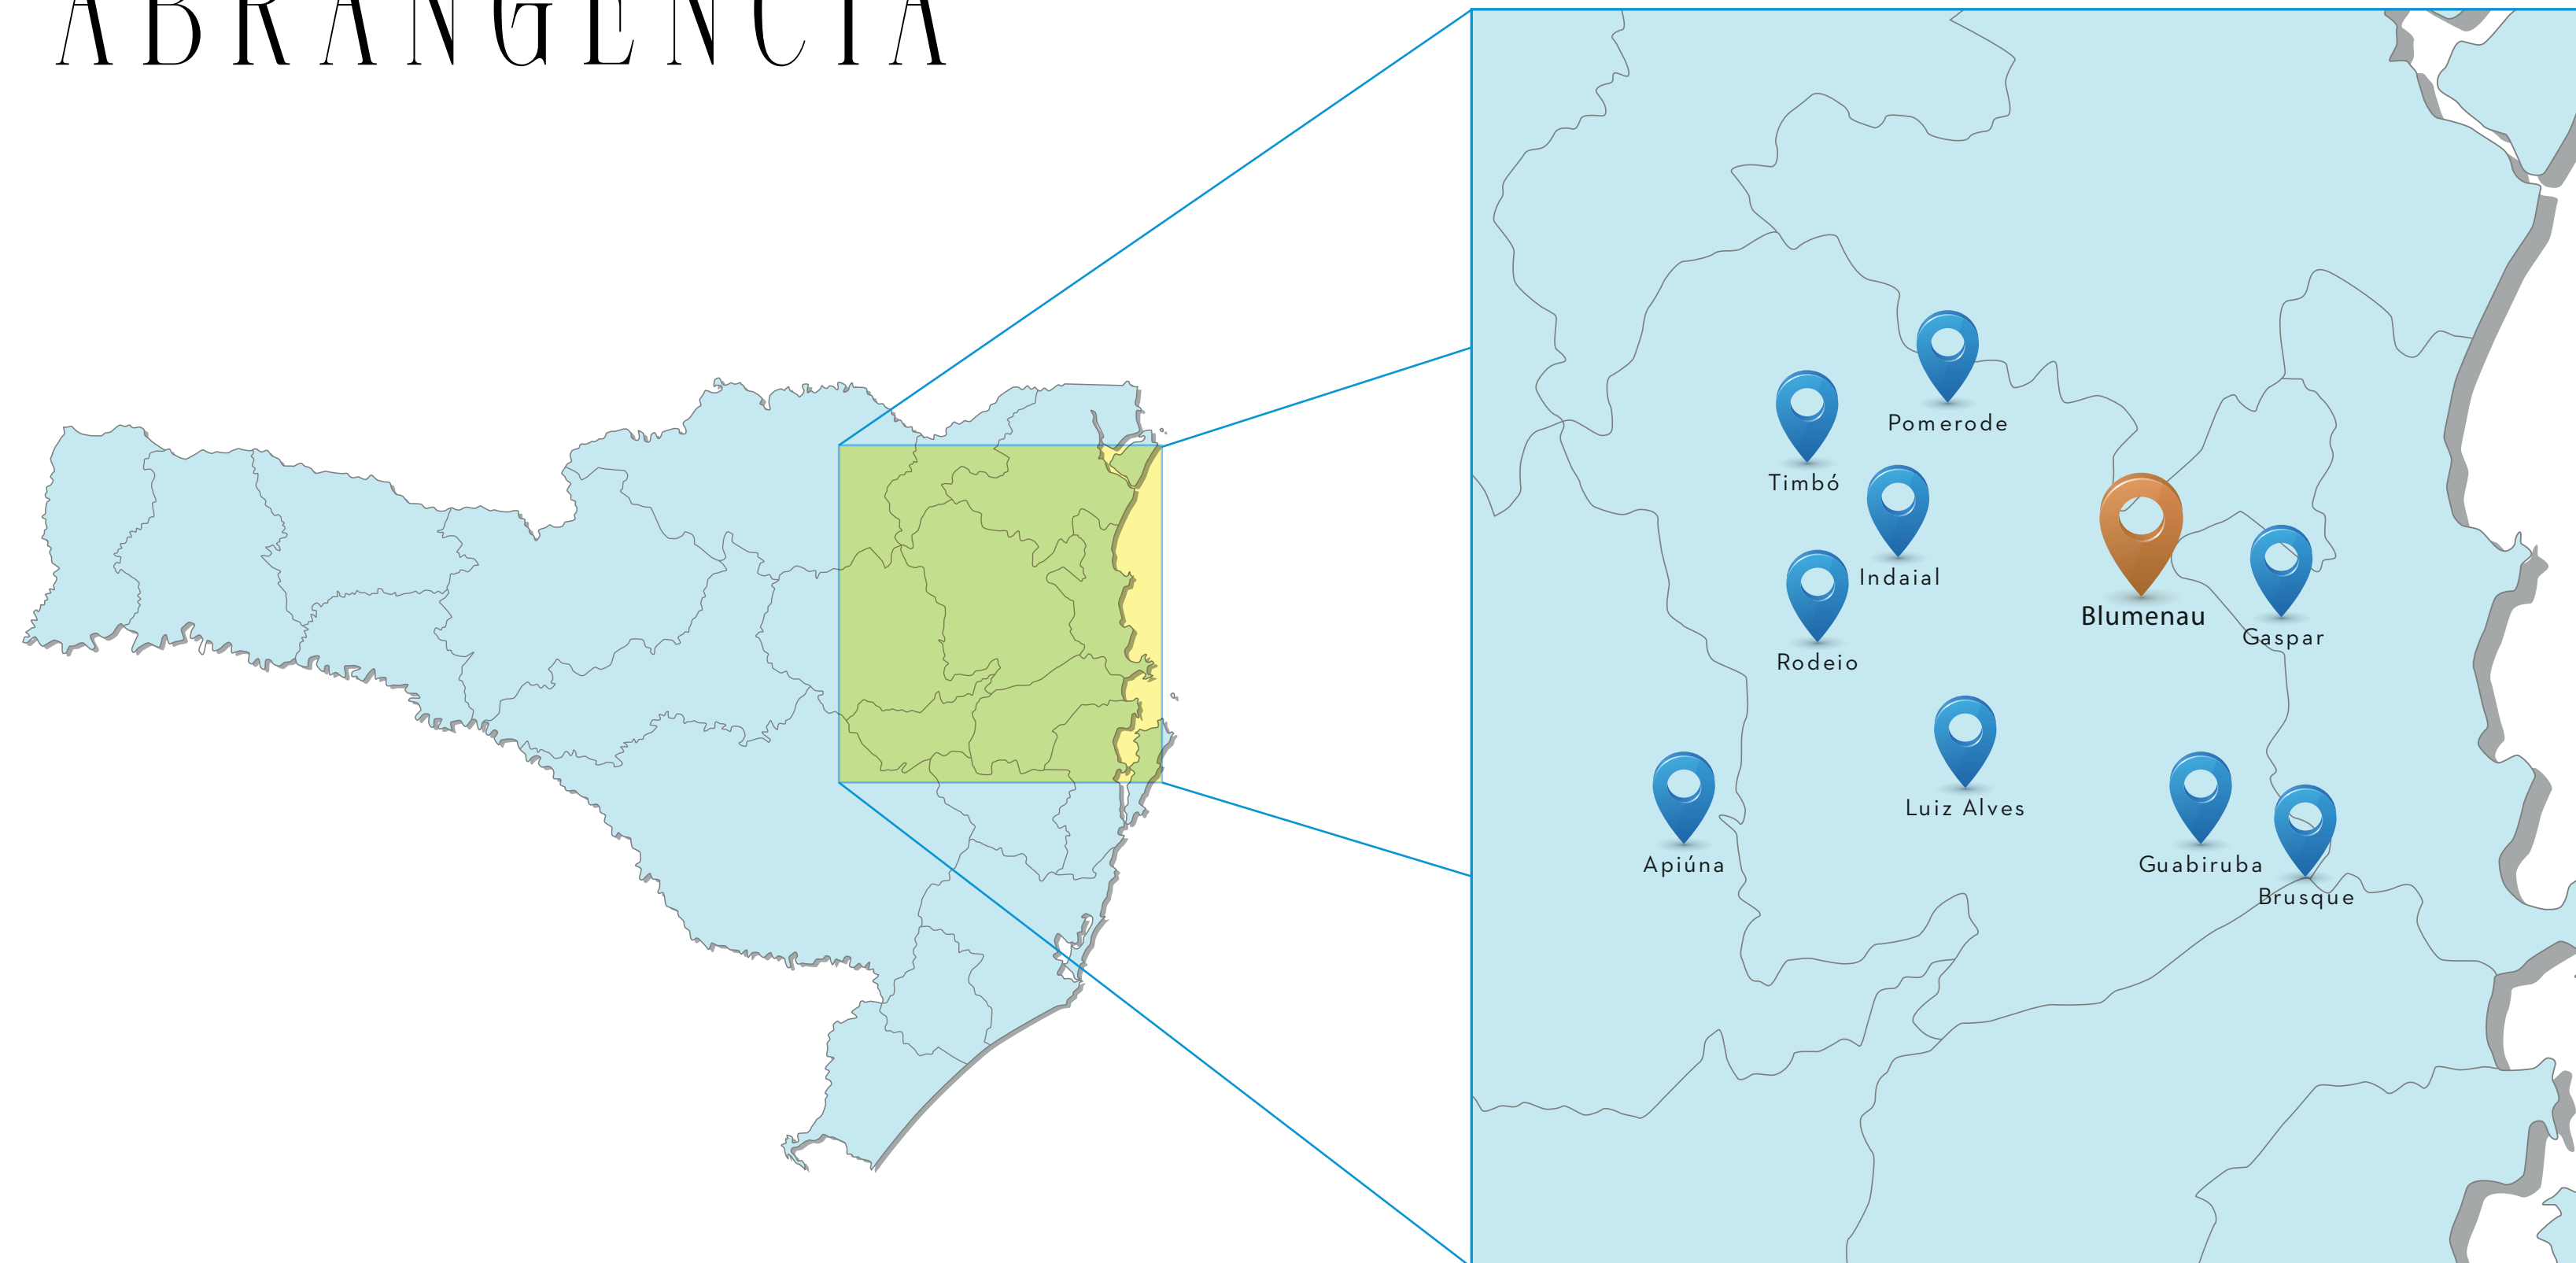 ABRANGÊNCIA
Pomerode
Timbó
Indaial
Blumenau
Gaspar
Rodeio
Luiz Alves
Apiúna
Guabiruba
Brusque